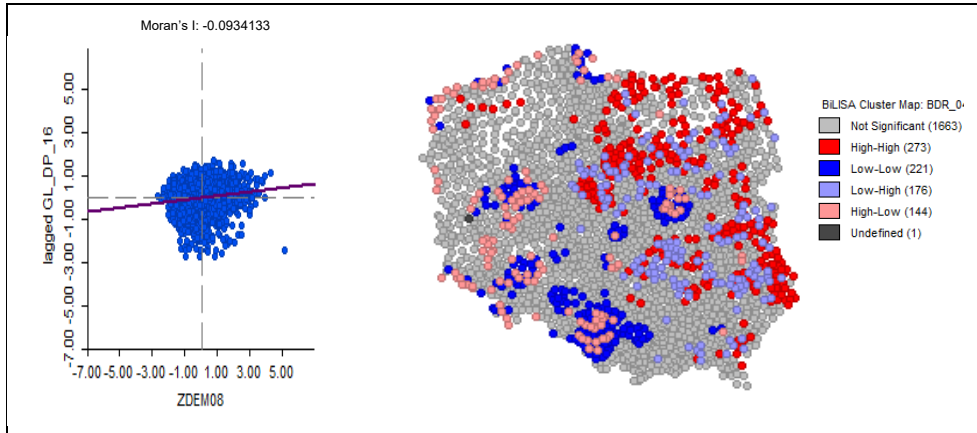 Moran's I: -0.0934133
lagged GL_DP_16
5.00
3.00
1.00
-1.00
-3.00
-5.00
-7.00
-7.00 -5.00 -3.00 -1.00 1.00 3.00 5.00
ZDEM08
BiLISA Cluster Map: BDR_04
Not Significant (1663)
High-High (273)
Low-Low (221)
Low-High (176)
High-Low (144)
Undefined (1)